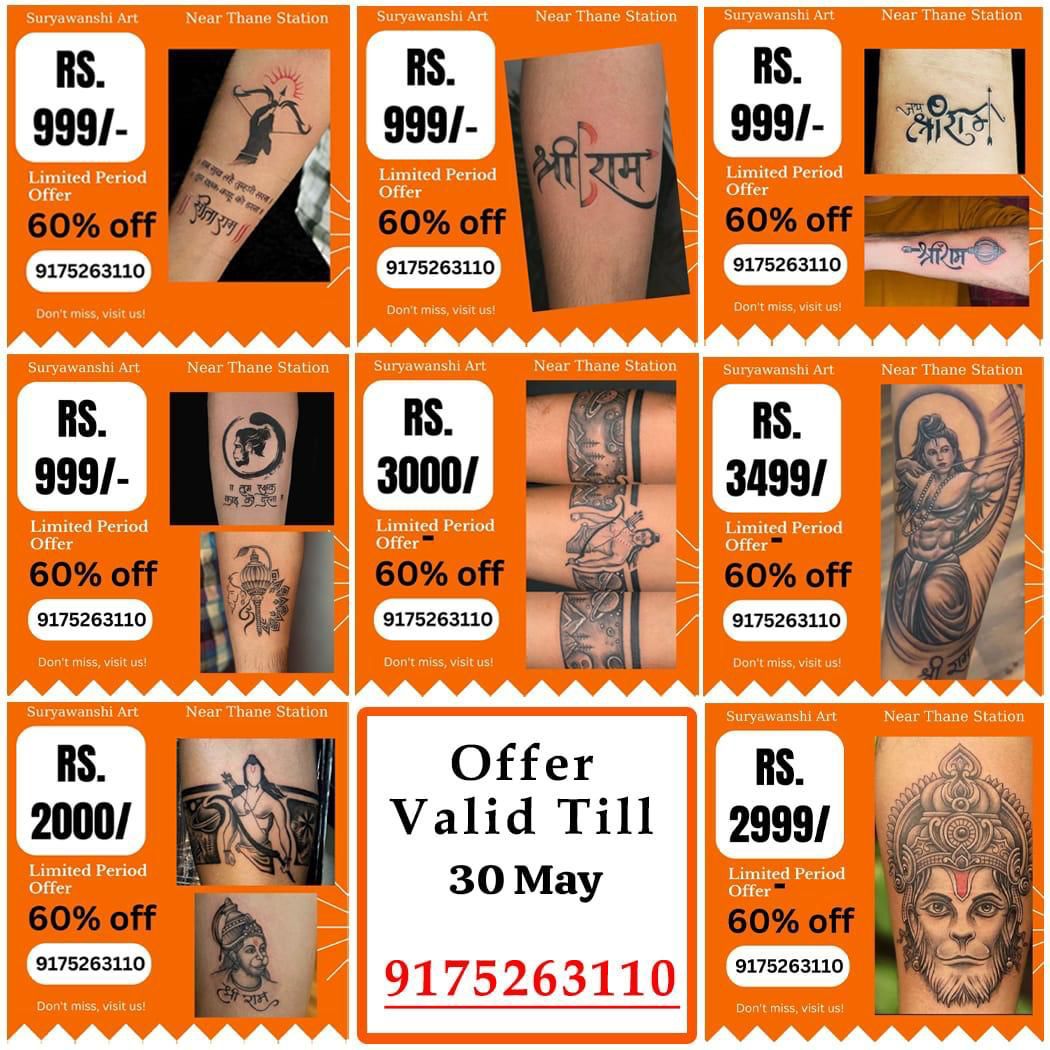 Suryawanshi Art
Near Thane Station
RS.
999/-
Limited Period
Offer
60% off
9175263110
Don't miss, visit us!
सीता राम
Suryawanshi Art
Near Thane Station
RS.
999/-
Limited Period
Offer
60% off
9175263110
Don't miss, visit us!
श्री राम
Suryawanshi Art
Near Thane Station
RS.
999/-
Limited Period
Offer
60% off
9175263110
Don't miss, visit us!
जय
श्री राम
श्री राम
Suryawanshi Art
Near Thane Station
RS.
999/-
Limited Period
Offer
60% off
9175263110
Don't miss, visit us!
॥ तुम रक्षक
काहू को डरना ॥
Suryawanshi Art
Near Thane Station
RS.
3000/
Limited Period
Offer-
60% off
9175263110
Don't miss, visit us!
Suryawanshi Art
Near Thane Station
RS.
3499/
Limited Period
Offer-
60% off
9175263110
Don't miss, visit us!
श्री राम
Suryawanshi Art
Near Thane Station
RS.
2000/
Limited Period
Offer
60% off
9175263110
Don't miss, visit us!
श्री राम
Offer
Valid Till
30 May
9175263110
Suryawanshi Art
Near Thane Station
RS.
2999/
Limited Period
Offer-
60% off
9175263110
Don't miss, visit us!